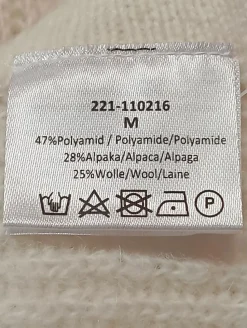 221-110216
M
47%Polyamid / Polyamide/Polyamide
28%Alpaka/Alpaca/Alpaga
25%Wolle/Wool/Laine
P